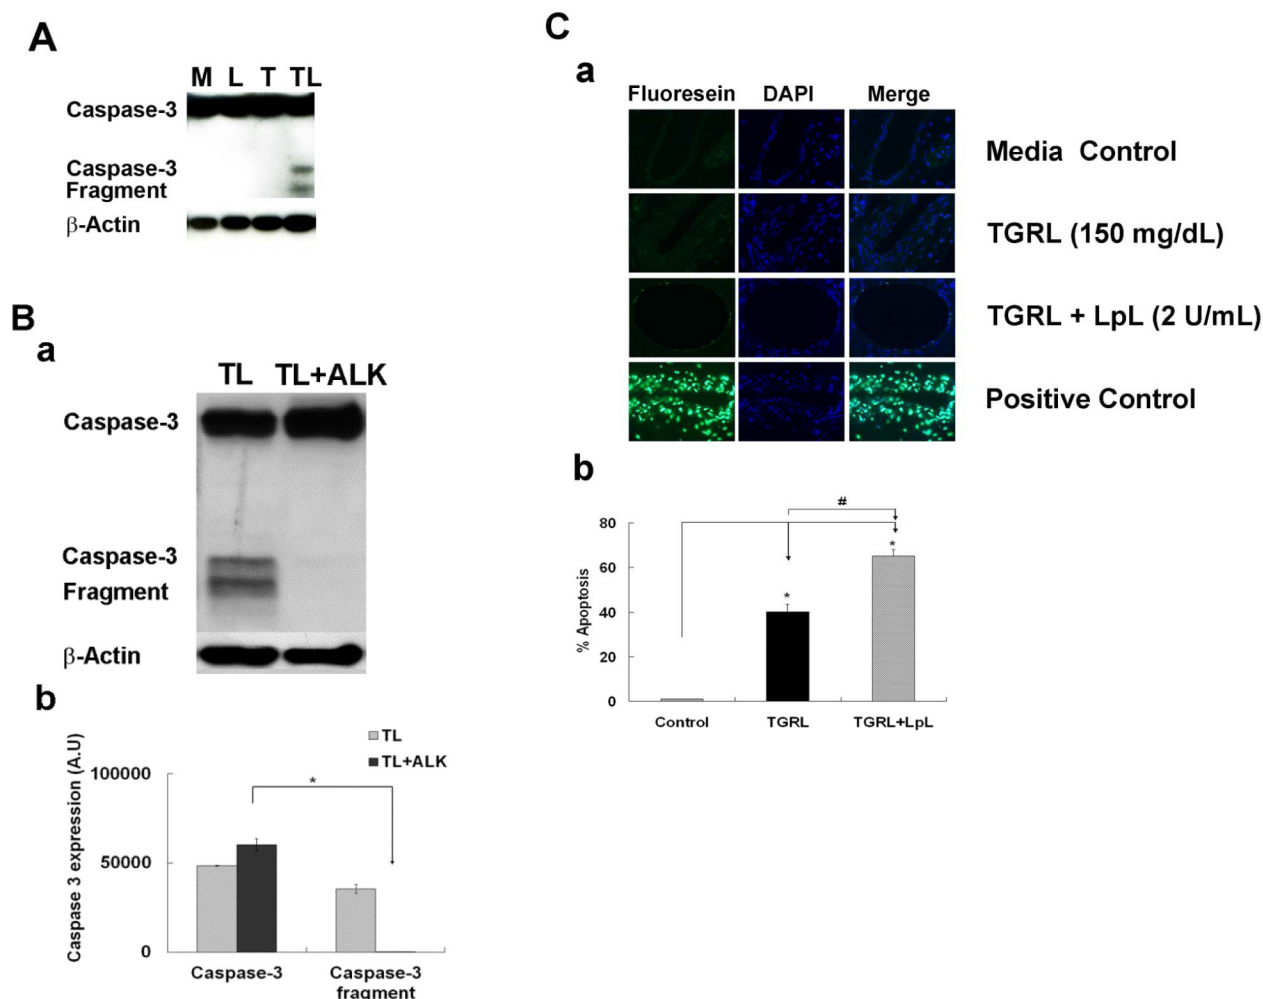 A
M L T TL
Caspase-3
Caspase-3
Fragment
β-Actin
B
a
TL TL+ALK
Caspase-3
Caspase-3
Fragment
β-Actin
b
TL
TL+ALK
Caspase 3 expression (A.U)
100000
50000
0
*
Caspase-3
Caspase-3
fragment
C
a
Fluoresein DAPI Merge
Media Control
TGRL (150 mg/dL)
TGRL + LpL (2 U/mL)
Positive Control
b
% Apoptosis
80
60
40
20
0
#
*
*
Control TGRL TGRL+LpL